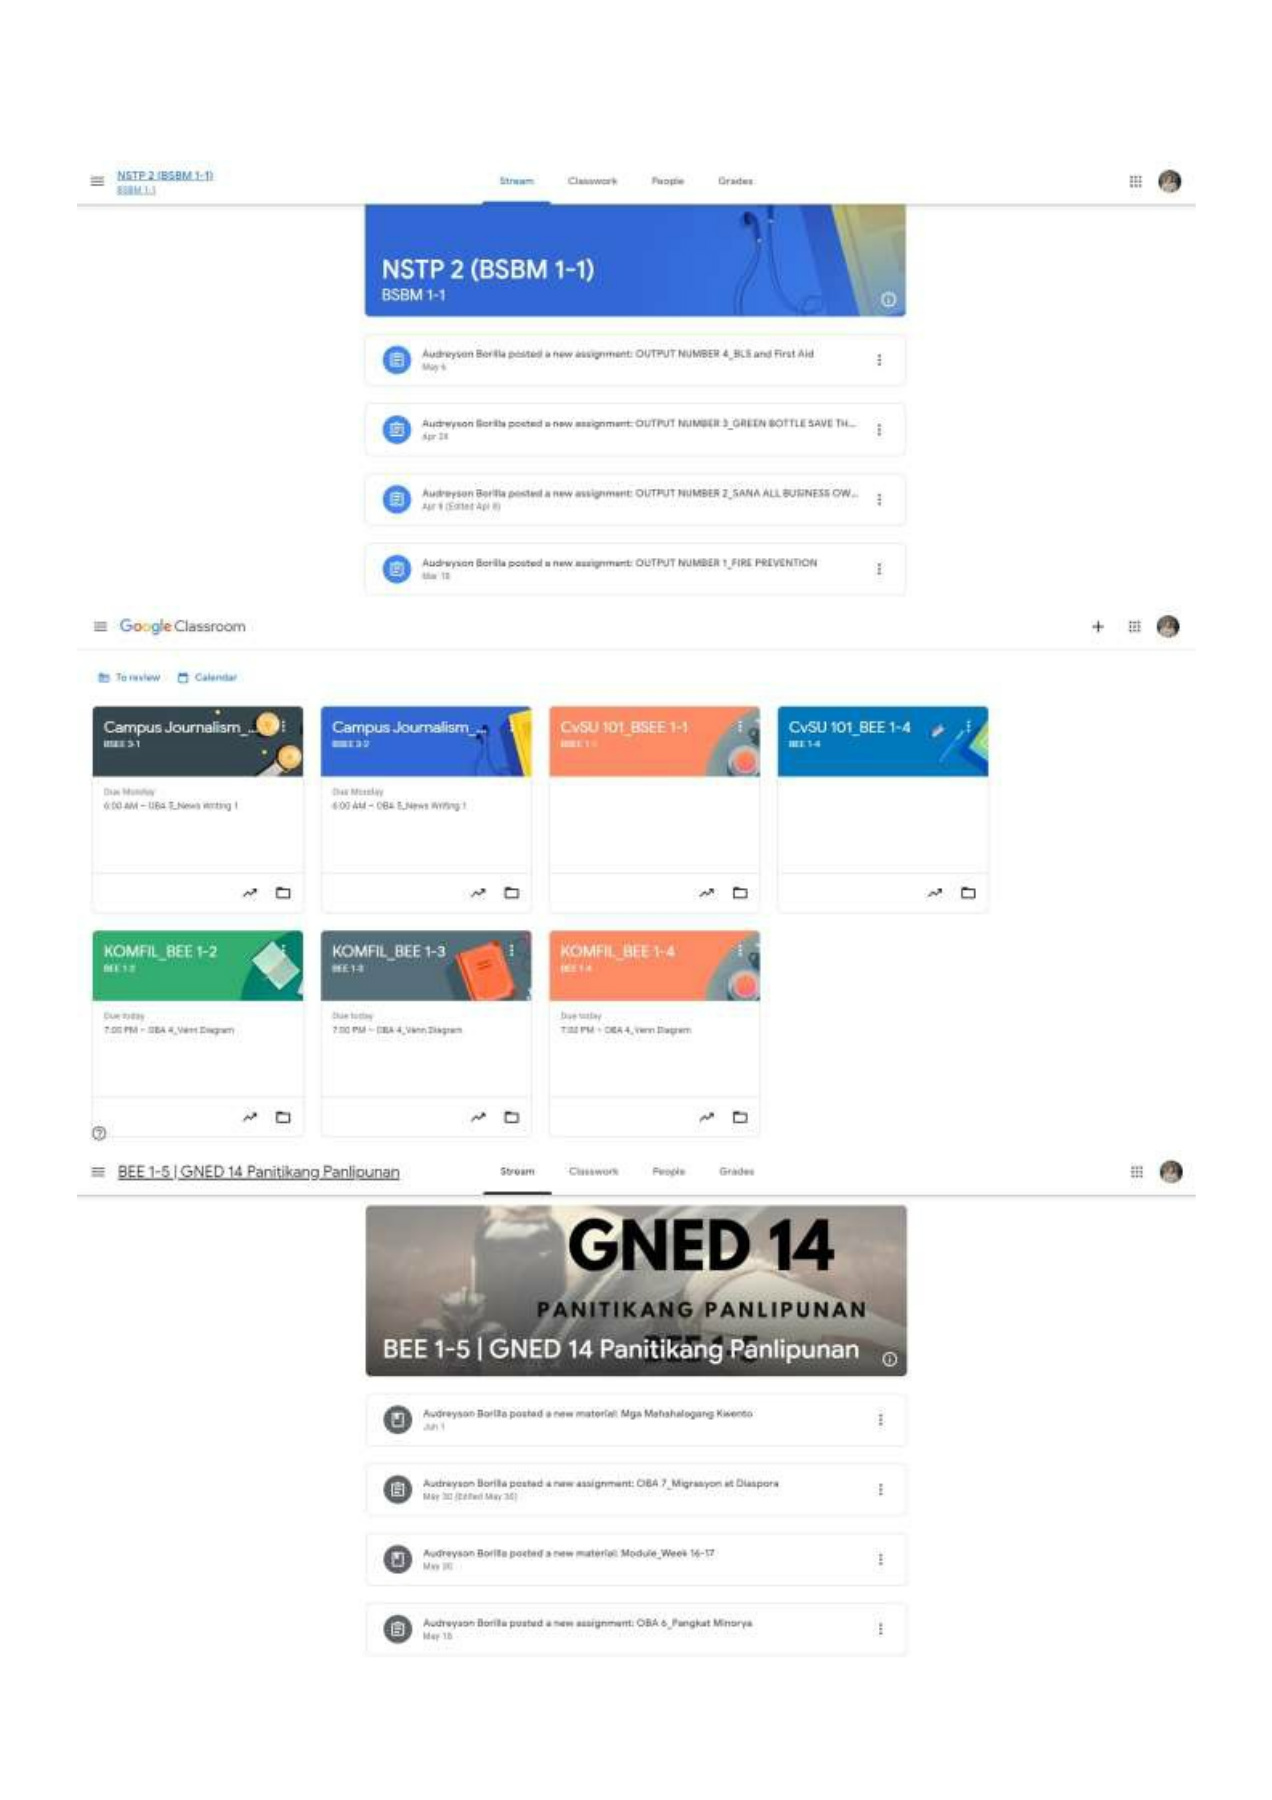 NSTP 2 (BSBM 1-1)
BSBM 1-1
Stream Classwork People Grades
NSTP 2 (BSBM 1-1)
BSBM 1-1
Audreyson Borilla posted a new assignment: OUTPUT NUMBER 4_BLS and First Aid
May 6
Audreyson Borilla posted a new assignment: OUTPUT NUMBER 3_GREEN BOTTLE SAVE TH...
Apr 24
Audreyson Borilla posted a new assignment: OUTPUT NUMBER 2_SANA ALL BUSINESS OW...
(Edited Apr 8)
Audreyson Borilla posted a new assignment: OUTPUT NUMBER 1_FIRE PREVENTION
Mar 18
Google Classroom
To review Calendar
Campus Journalism_...
BSEE 3-1
Due Monday
6:00 AM – OBA 5_News Writing 1
Campus Journalism_...
BSEE 3-2
Due Monday
6:00 AM – OBA 5_News Writing 1
CvSU 101_BSEE 1-1
BSEE 1-1
CvSU 101_BEE 1-4
BEE 1-4
KOMFIL_BEE 1-2
BEE 1-2
Due today
7:00 PM – OBA 4_Venn Diagram
KOMFIL_BEE 1-3
BEE 1-3
Due today
7:00 PM – OBA 4_Venn Diagram
KOMFIL_BEE 1-4
BEE 1-4
Due today
7:00 PM – OBA 4_Venn Diagram
BEE 1-5 | GNED 14 Panitikang Panlipunan
Stream Classwork People Grades
GNED 14
PANITIKANG PANLIPUNAN
BEE 1-5
BEE 1-5 | GNED 14 Panitikang Panlipunan
Audreyson Borilla posted a new material: Mga Mahahalagang Kwento
Jun 1
Audreyson Borilla posted a new assignment: OBA 7_Migrasyon at Diaspora
May 30 (Edited May 30)
Audreyson Borilla posted a new material: Module_Week 16-17
May 30
Audreyson Borilla posted a new assignment: OBA 6_Pangkat Minorya
May 18